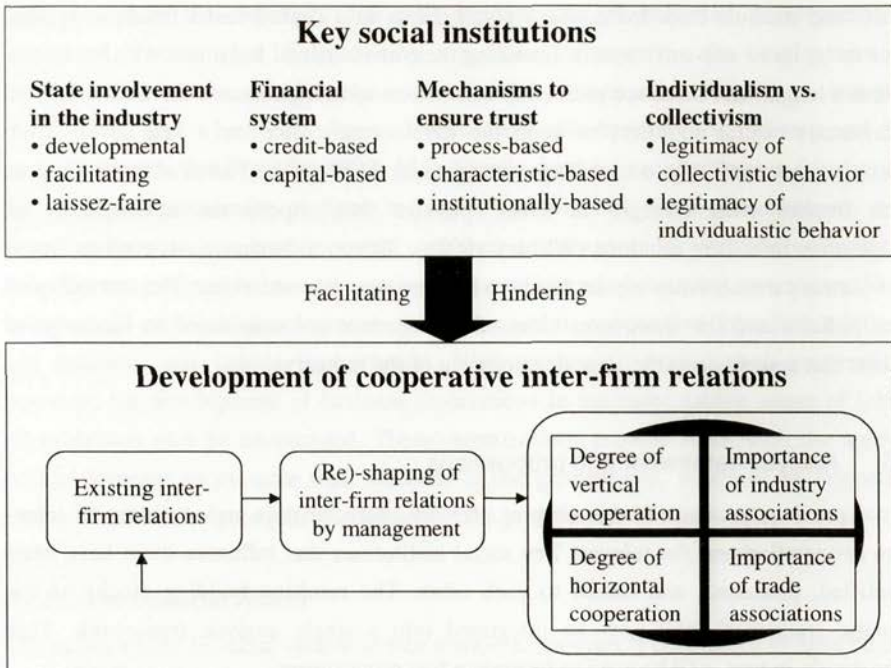 Key social institutions
State involvement
in the industry
• developmental
• facilitating
• laissez-faire
Financial
system
• credit-based
• capital-based
Mechanisms to
ensure trust
• process-based
• characteristic-based
• institutionally-based
Individualism vs.
collectivism
• legitimacy of
collectivistic behavior
• legitimacy of
individualistic behavior
Facilitating
Hindering
Development of cooperative inter-firm relations
Existing inter-
firm relations
(Re)-shaping of
inter-firm relations
by management
Degree of
vertical
cooperation
Importance
of industry
associations
Degree of
horizontal
cooperation
Importance
of trade
associations